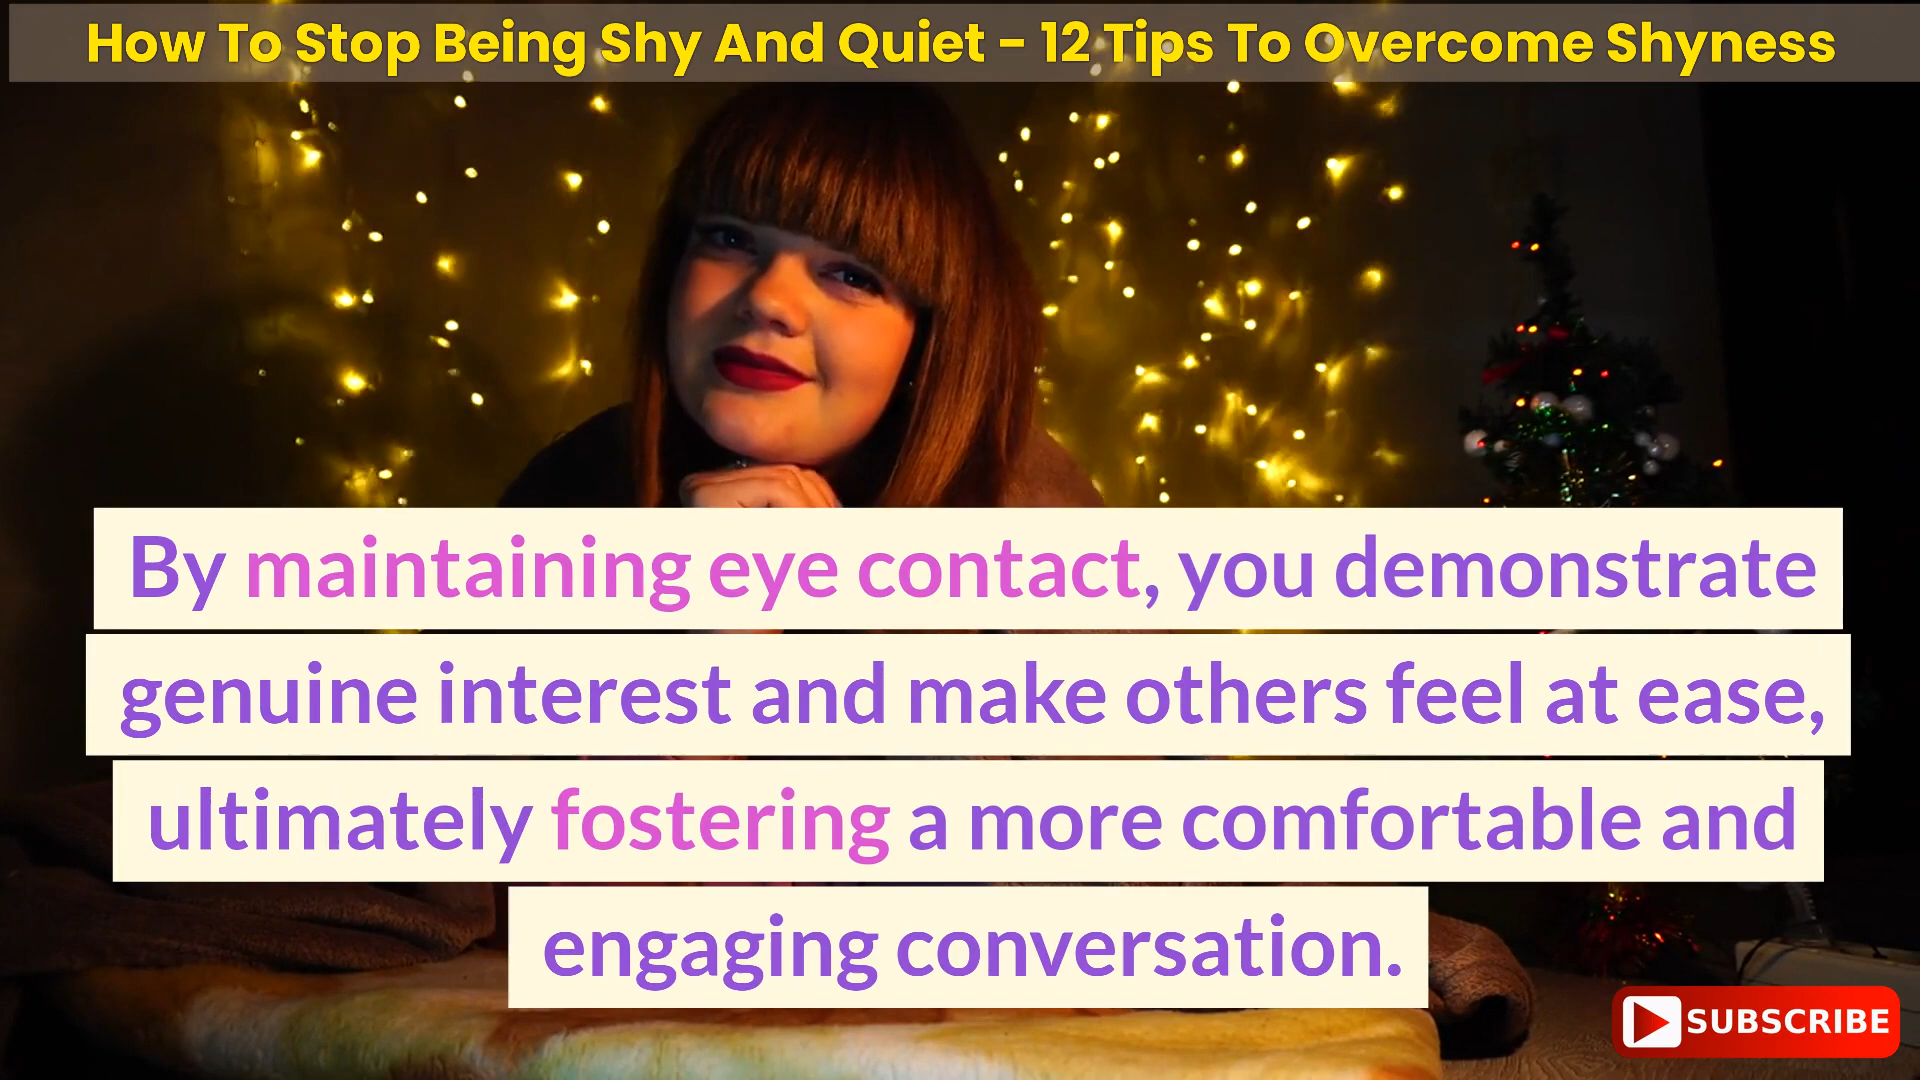 How To Stop Being Shy And Quiet - 12 Tips To Overcome Shyness
By maintaining eye contact, you demonstrate
genuine interest and make others feel at ease,
ultimately fostering a more comfortable and
engaging conversation.
SUBSCRIBE